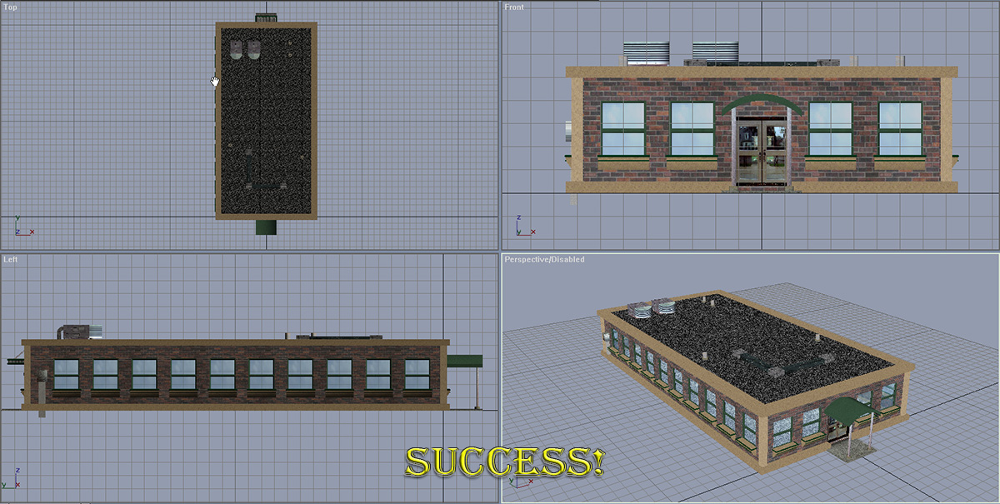 Top
Front
z
y x
y
z x
Left
Perspective/Disabled
SUCCESS!
z
y x
y x